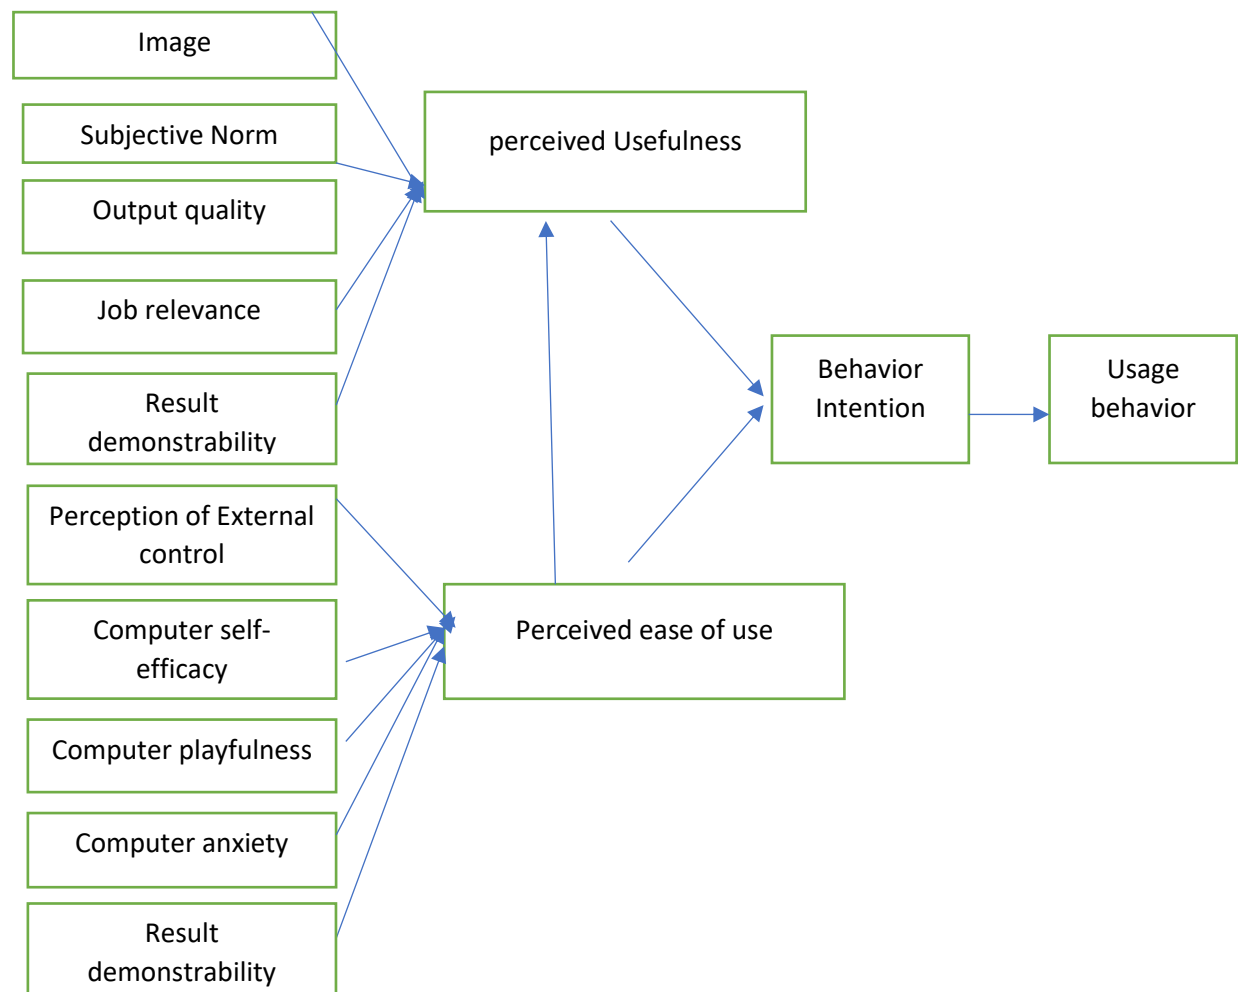 Image
Subjective Norm
Output quality
Job relevance
Result
demonstrability
Perception of External
control
Computer self-
efficacy
Computer playfulness
Computer anxiety
Result
demonstrability
perceived Usefulness
Perceived ease of use
Behavior
Intention
Usage
behavior